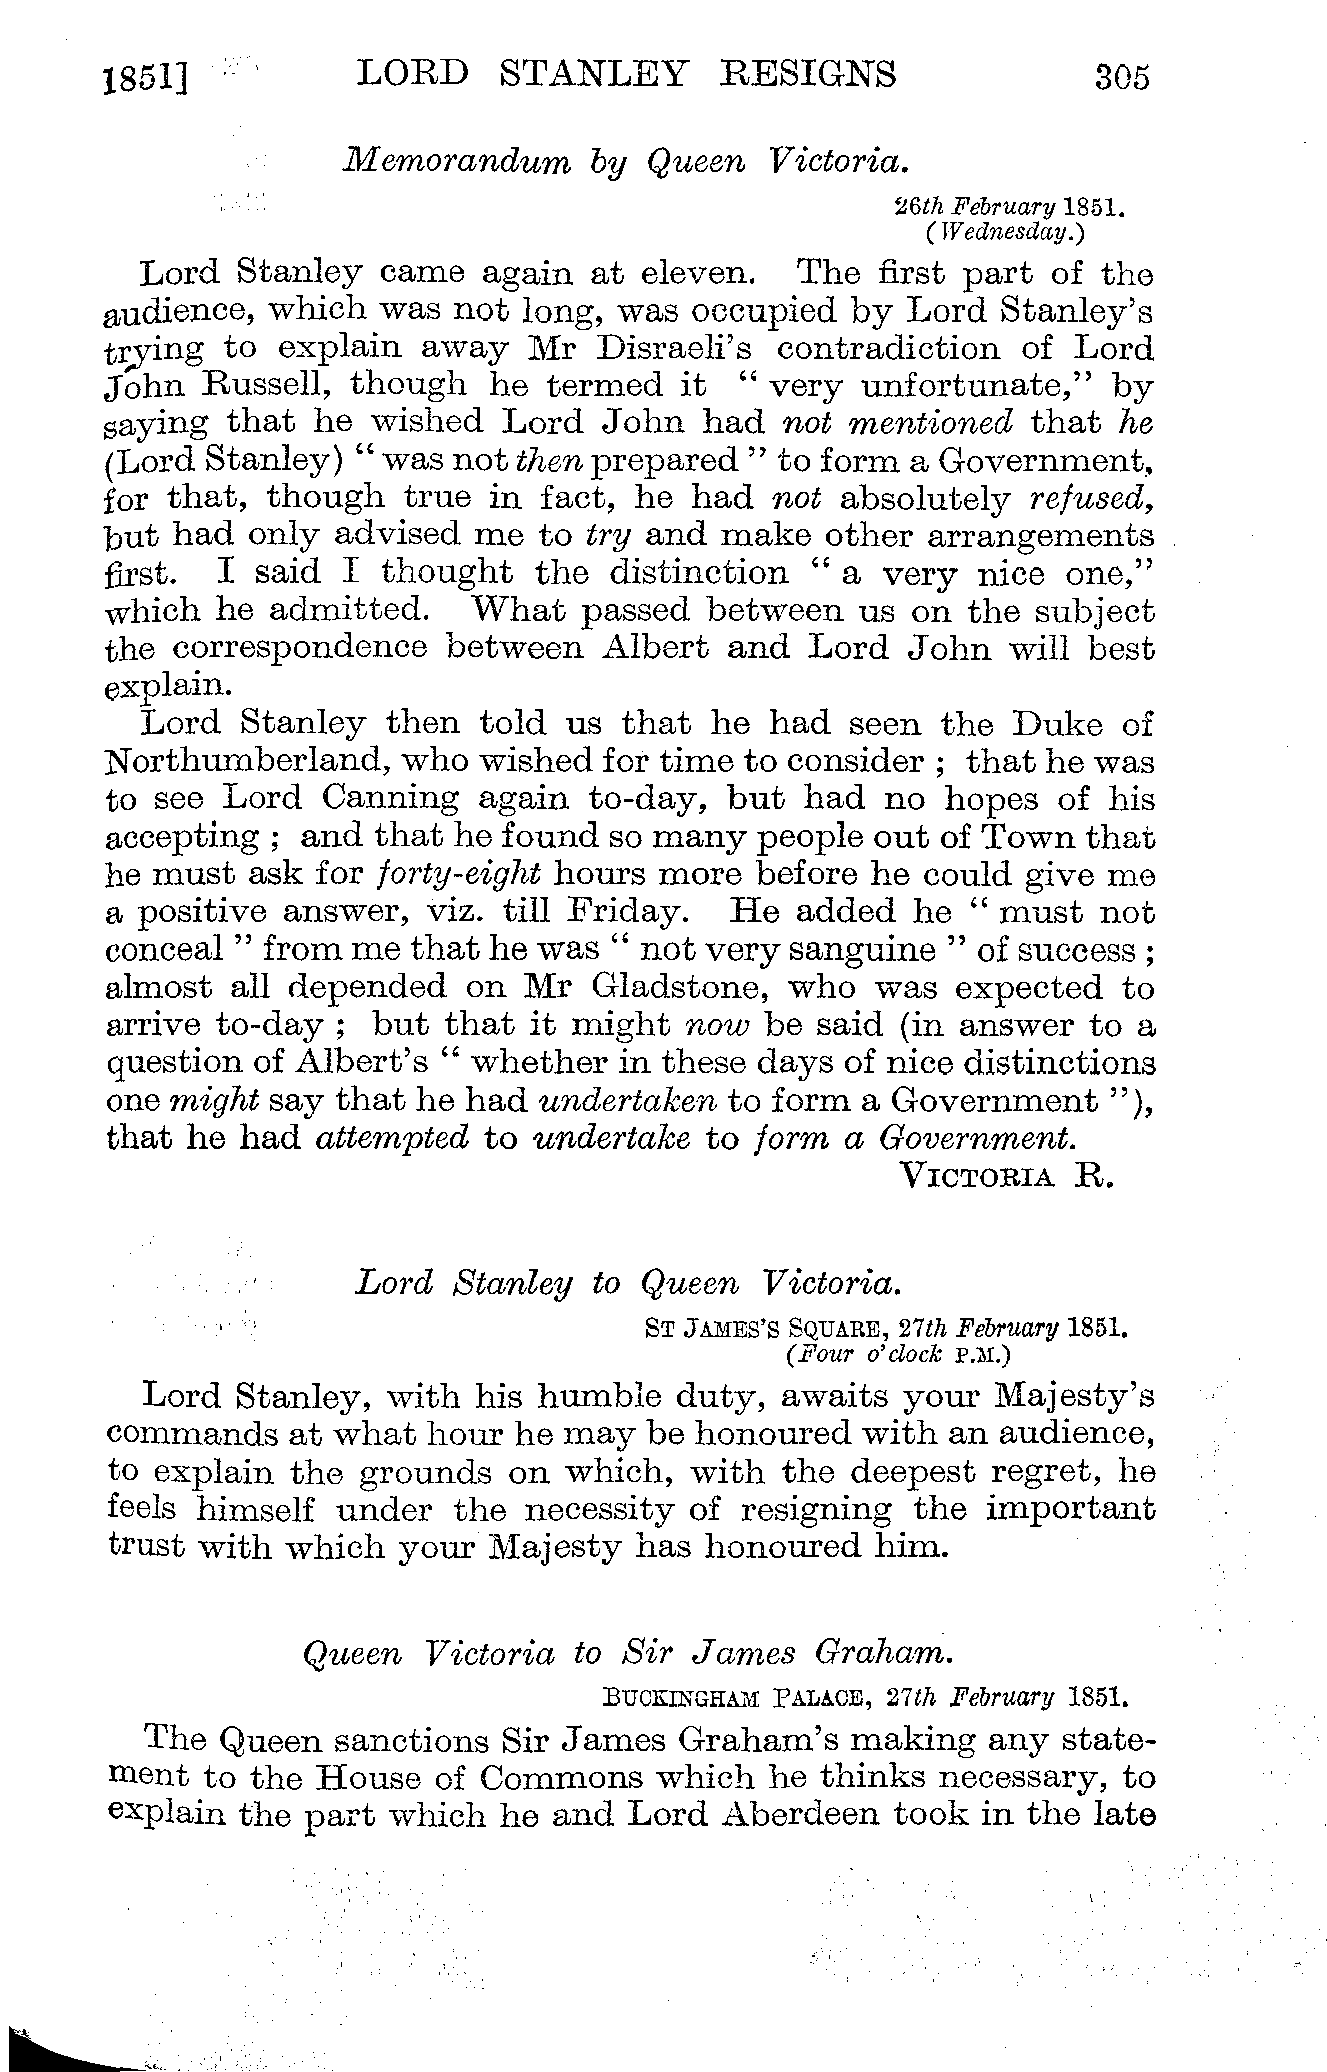 1851] LORD STANLEY RESIGNS 305
Memorandum by Queen Victoria.
26th February 1851.
(Wednesday.)
Lord Stanley came again at eleven. The first part of the
audience, which was not long, was occupied by Lord Stanley's
trying to explain away Mr Disraeli's contradiction of Lord
John Russell, though he termed it “ very unfortunate,” by
saying that he wished Lord John had not mentioned that he
(Lord Stanley) “ was not then prepared ” to form a Government,
for that, though true in fact, he had not absolutely refused,
but had only advised me to try and make other arrangements
first. I said I thought the distinction “ a very nice one,”
which he admitted. What passed between us on the subject
the correspondence between Albert and Lord John will best
explain.
Lord Stanley then told us that he had seen the Duke of
Northumberland, who wished for time to consider ; that he was
to see Lord Canning again to-day, but had no hopes of his
accepting ; and that he found so many people out of Town that
he must ask for forty-eight hours more before he could give me
a positive answer, viz. till Friday. He added he “ must not
conceal ” from me that he was “ not very sanguine ” of success ;
almost all depended on Mr Gladstone, who was expected to
arrive to-day ; but that it might now be said (in answer to a
question of Albert's “ whether in these days of nice distinctions
one might say that he had undertaken to form a Government ”),
that he had attempted to undertake to form a Government.
VICTORIA R.
Lord Stanley to Queen Victoria.
ST JAMES'S SQUARE, 27th February 1851.
(Four o'clock P.M.)
Lord Stanley, with his humble duty, awaits your Majesty's
commands at what hour he may be honoured with an audience,
to explain the grounds on which, with the deepest regret, he
feels himself under the necessity of resigning the important
trust with which your Majesty has honoured him.
Queen Victoria to Sir James Graham.
BUCKINGHAM PALACE, 27th February 1851.
The Queen sanctions Sir James Graham's making any state-
ment to the House of Commons which he thinks necessary, to
explain the part which he and Lord Aberdeen took in the late